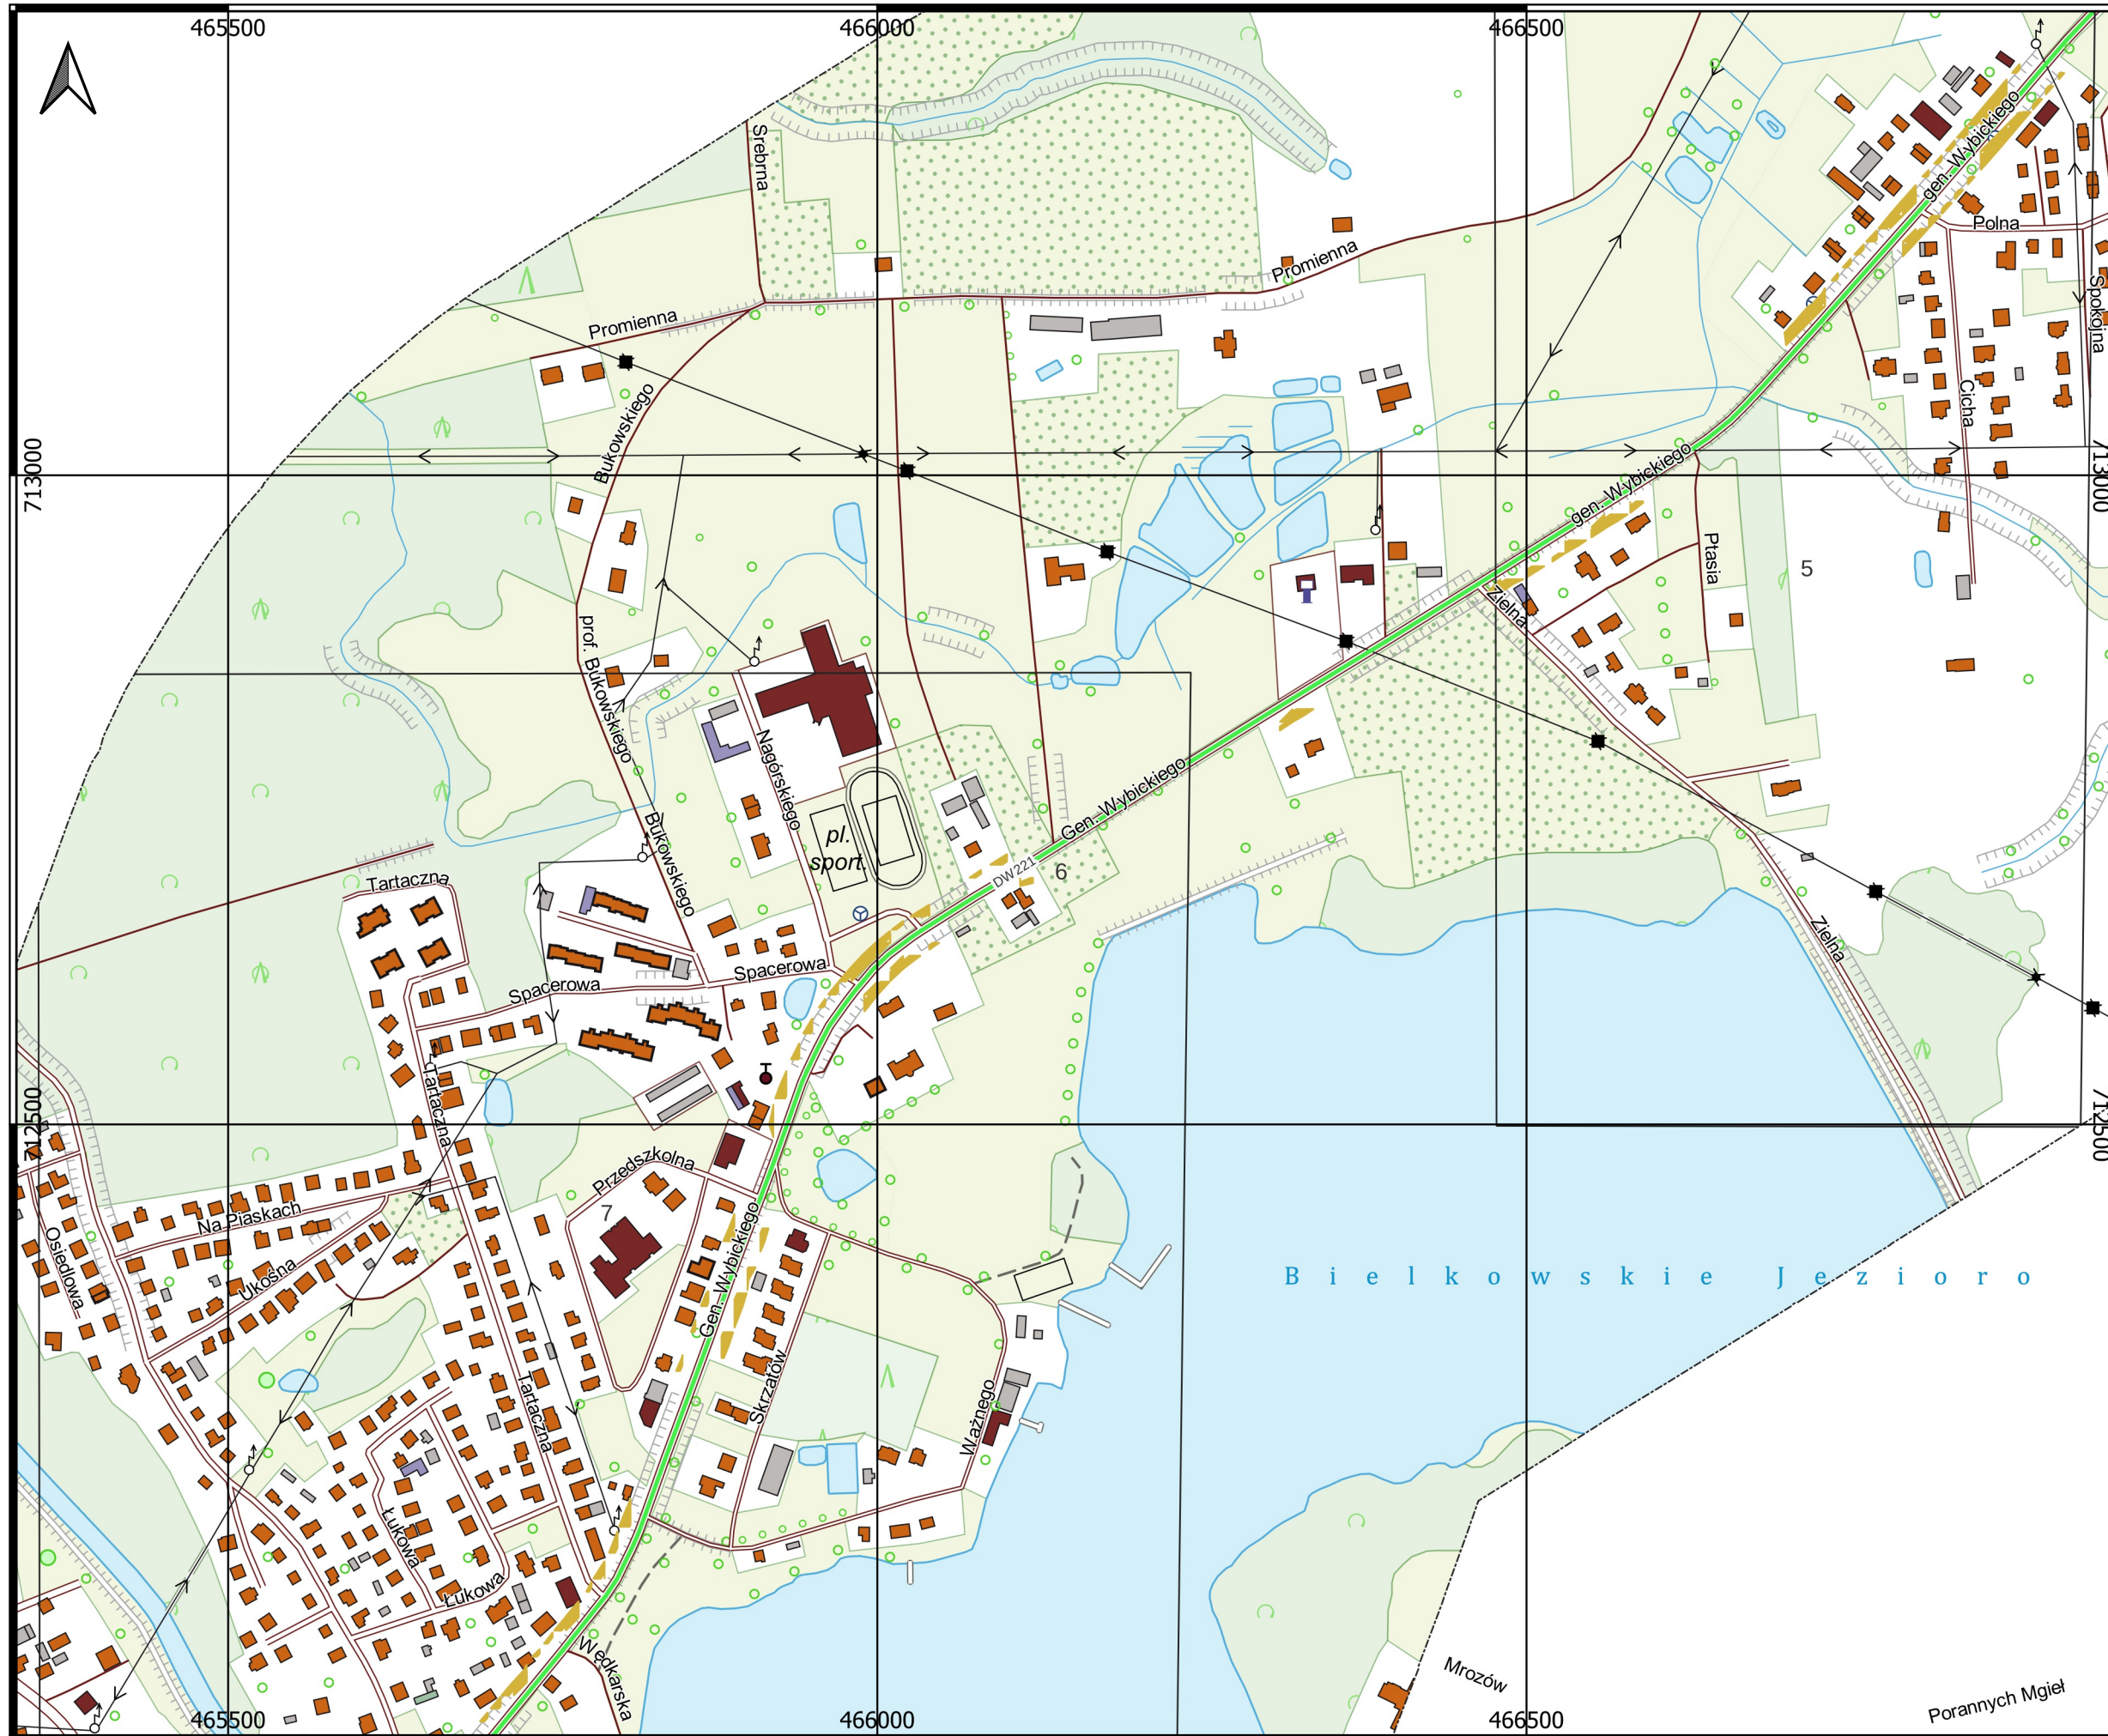 465500
466000
466500
Srebrna
gen. Wybickiego
Polna
Promienna
Spokojna
Promienna
Cicha
Bukowskiego
713000
713000
gen. Wybickiego
Ptasia
5
Zielna
prof. Bukowskiego
Nagórskiego
Gen. Wybickiego
Bukowskiego
pl.
sport.
DW221
6
Tartaczna
Zielna
Spacerowa
Spacerowa
Tartaczna
712500
712500
Przedszkolna
7
Na Piaskach
Osiedlowa
Ukośna
Gen. Wybickiego
Bielkowskie Jezioro
Skrzatów
Tartaczna
Ważnego
Łukowa
Łukowa
Wędkarska
Mrozów
Porannych Mgieł
465500
466000
466500